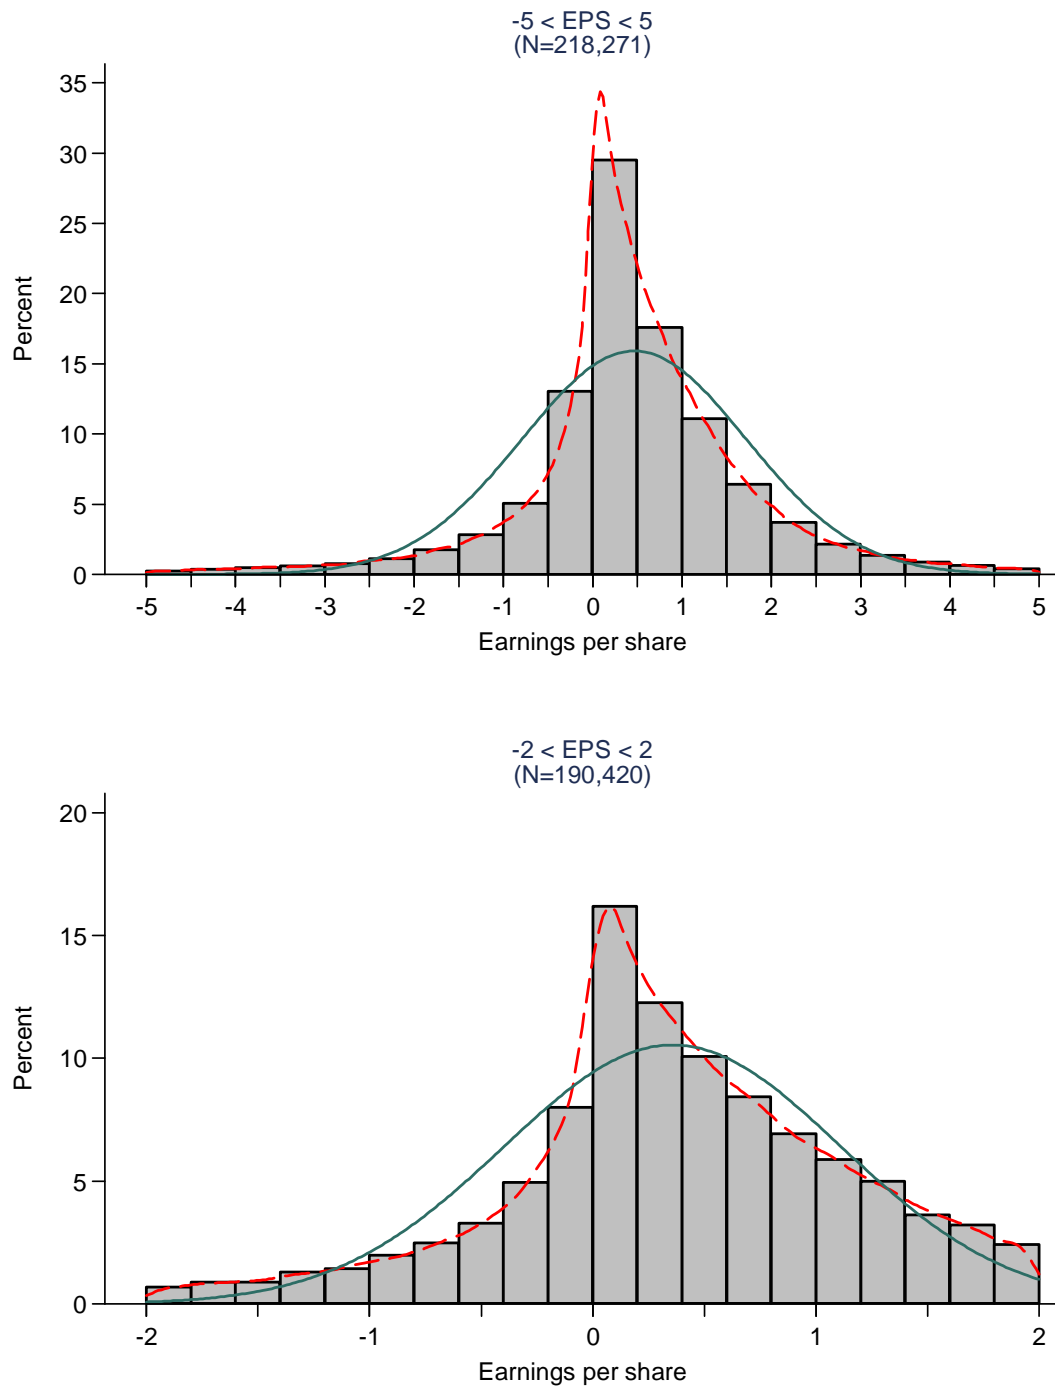 -5 < EPS < 5
(N=218,271)
35
30
25
20
15
10
5
0
Percent
-5 -4 -3 -2 -1 0 1 2 3 4 5
Earnings per share
-2 < EPS < 2
(N=190,420)
20
15
10
5
0
Percent
-2 -1 0 1 2
Earnings per share